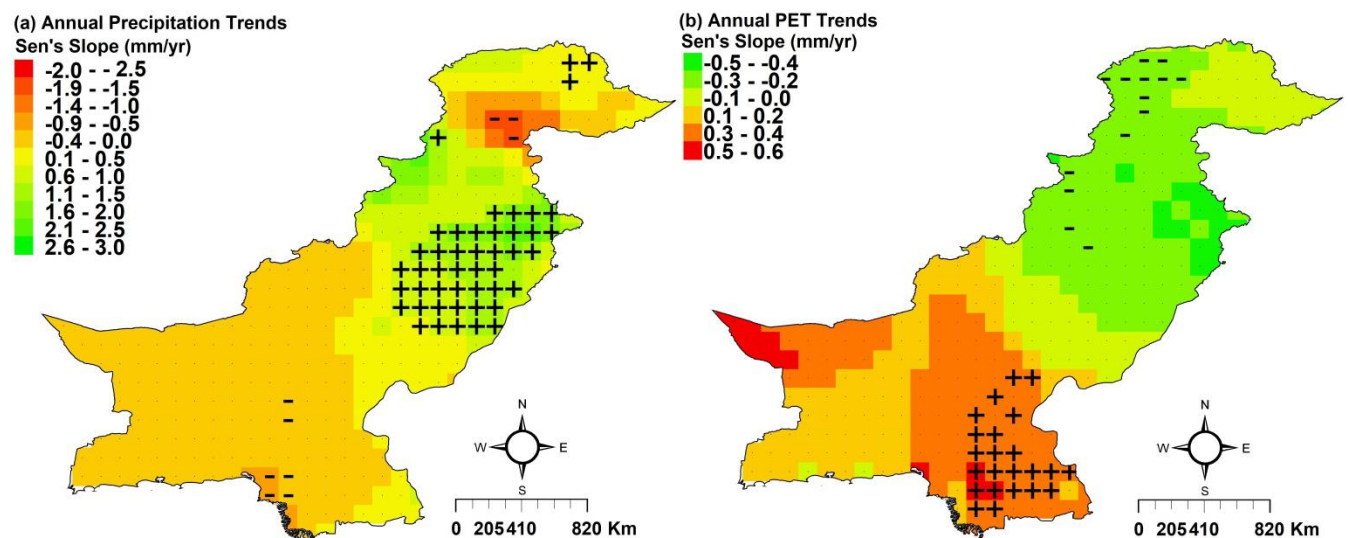 (a) Annual Precipitation Trends
Sen's Slope (mm/yr)
-2.0 - -2.5
-1.9 - -1.5
-1.4 - -1.0
-0.9 - -0.5
-0.4 - 0.0
0.1 - 0.5
0.6 - 1.0
1.1 - 1.5
1.6 - 2.0
2.1 - 2.5
2.6 - 3.0
N
W E
S
0 205 410 820 Km
(b) Annual PET Trends
Sen's Slope (mm/yr)
-0.5 - -0.4
-0.3 - -0.2
-0.1 - 0.0
0.1 - 0.2
0.3 - 0.4
0.5 - 0.6
N
W E
S
0 205 410 820 Km